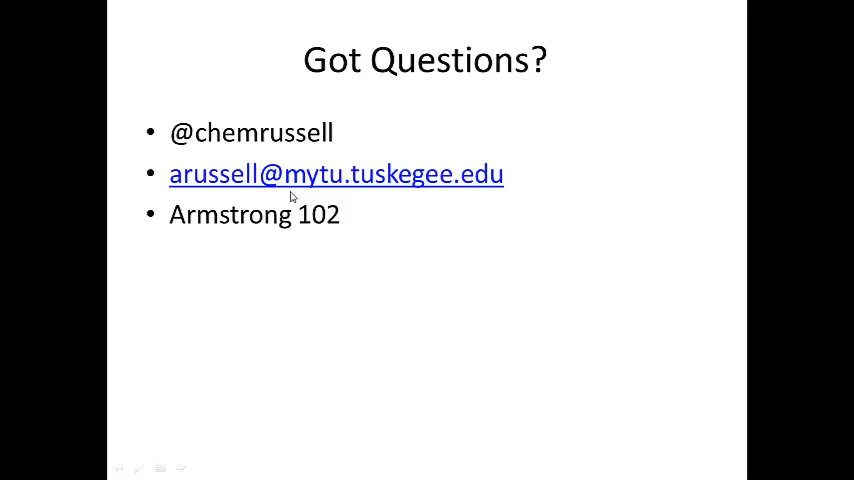 Got Questions?
• @chemrussell
• arussell@mytu.tuskegee.edu
• Armstrong 102